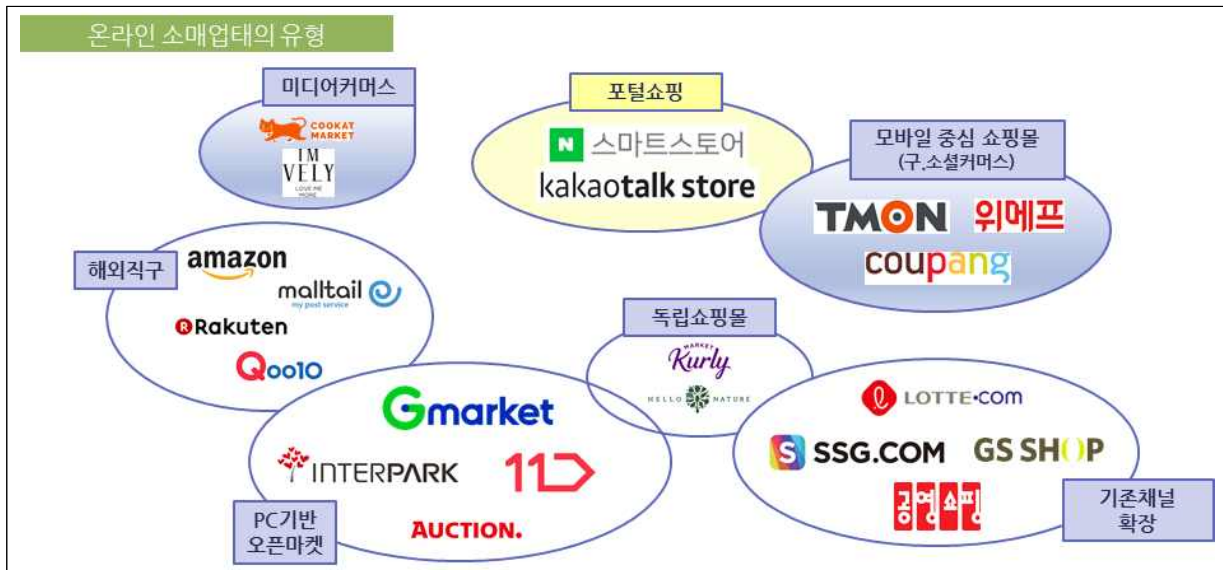 온라인 소매업태의 유형
미디어커머스
COOKAT
MARKET
IM
VELY
LOVE ME
MORE
포털쇼핑
N 스마트스토어
kakaotalk store
모바일 중심 쇼핑몰
(구.소셜커머스)
TMON 위메프
coupang
해외직구
amazon
malltail
my post service
R Rakuten
Qoo10
독립쇼핑몰
MARKET
Kurly
HELLO NATURE
Gmarket
INTERPARK 11
AUCTION.
PC기반
오픈마켓
LOTTE.COM
S SSG.COM GS SHOP
공영쇼핑
기존채널
확장